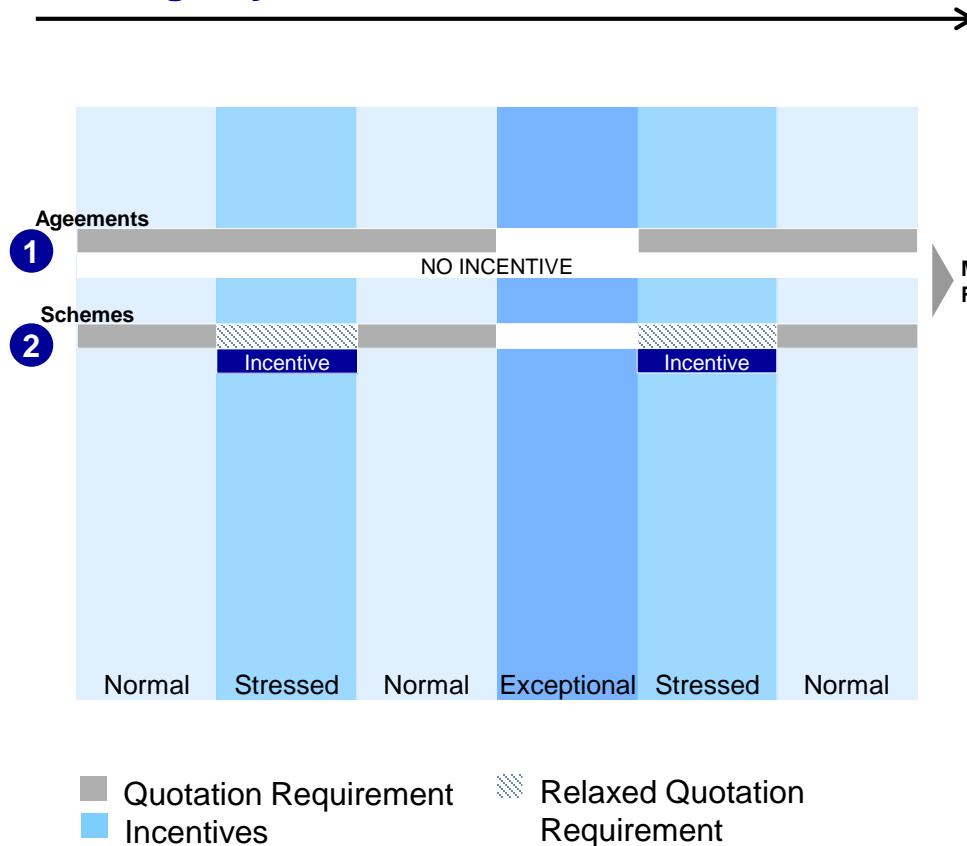 Ageements
1
NO INCENTIVE
Schemes
2
Incentive
Incentive
Normal Stressed Normal Exceptional Stressed Normal
Quotation Requirement
Incentives
Relaxed Quotation
Requirement